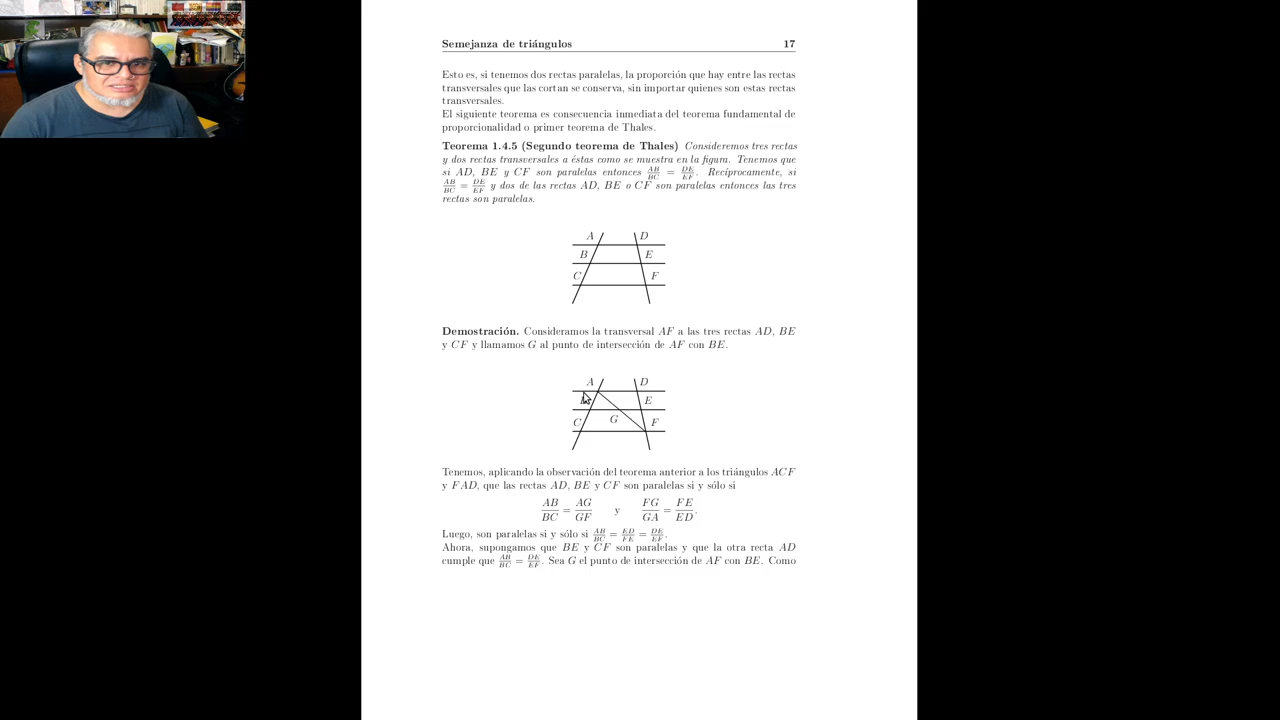 Semejanza de triángulos 17
Esto es, si tenemos dos rectas paralelas, la proporción que hay entre las rectas
transversales que las cortan se conserva, sin importar quienes son estas rectas
transversales.
El siguiente teorema es consecuencia inmediata del teorema fundamental de
proporcionalidad o primer teorema de Thales.
Teorema 1.4.5 (Segundo teorema de Thales) Consideremos tres rectas
y dos rectas transversales a éstas como se muestra en la figura. Tenemos que
si AD, BE y CF son paralelas entonces AB/BC = DE/EF. Recíprocamente, si
AB/BC = DE/EF y dos de las rectas AD, BE o CF son paralelas entonces las tres
rectas son paralelas.
A D
B E
C F
Demostración. Consideramos la transversal AF a las tres rectas AD, BE
y CF y llamamos G al punto de intersección de AF con BE.
A D
E
C G F
Tenemos, aplicando la observación del teorema anterior a los triángulos ACF
y FAD, que las rectas AD, BE y CF son paralelas si y sólo si
AB/BC = AG/GF y FG/GA = FE/ED.
Luego, son paralelas si y sólo si AB/BC = ED/FE = DE/EF.
Ahora, supongamos que BE y CF son paralelas y que la otra recta AD
cumple que AB/BC = DE/EF. Sea G el punto de intersección de AF con BE. Como